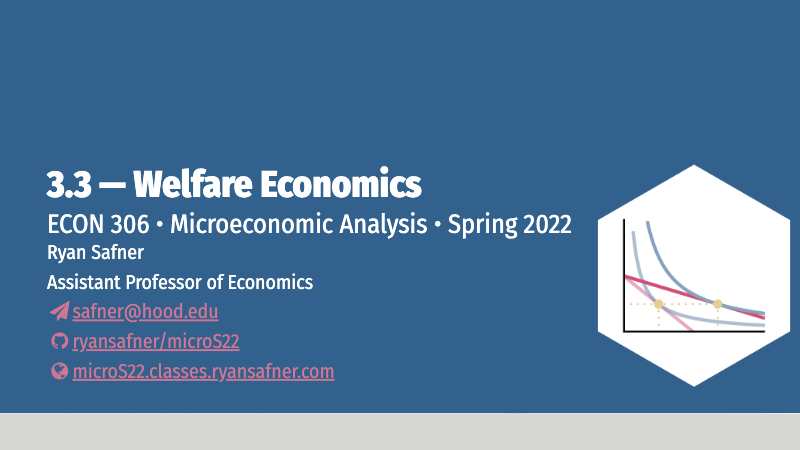 3.3 — Welfare Economics
ECON 306 • Microeconomic Analysis • Spring 2022
Ryan Safner
Assistant Professor of Economics
safner@hood.edu
ryansafner/microS22
microS22.classes.ryansafner.com